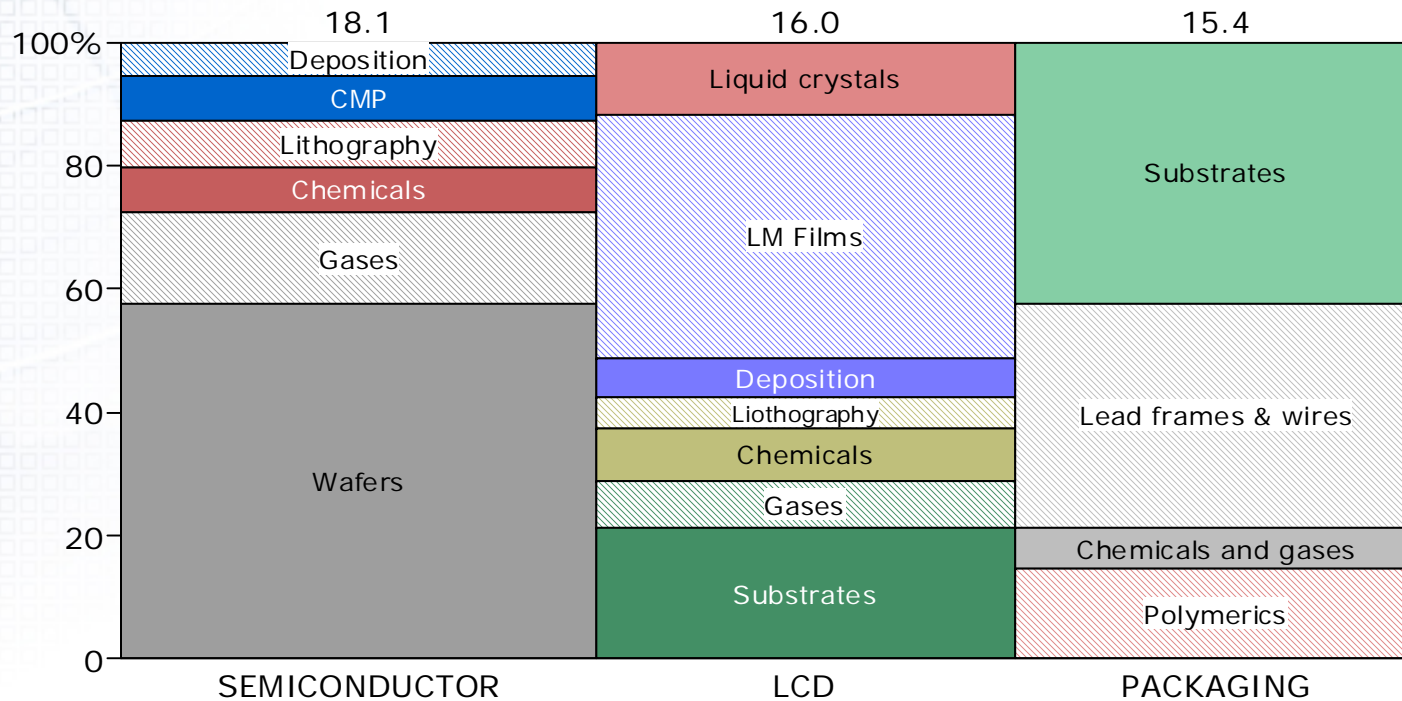 18.1 16.0 15.4
100%
80
60
40
20
0
Deposition
CMP
Lithography
Chemicals
Gases
Wafers
Liquid crystals
LM Films
Deposition
Liothography
Chemicals
Gases
Substrates
Substrates
Lead frames & wires
Chemicals and gases
Polymerics
SEMICONDUCTOR LCD PACKAGING